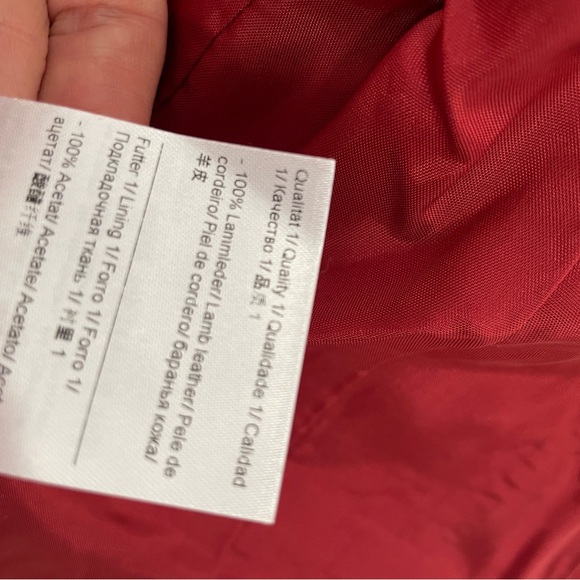 Qualität 1/ Quality 1/ Qualidade 1/ Calidad
1/ Качество 1/ 品质 1
- 100% Lammleder/ Lamb leather/ Pele de
cordeiro/ Piel de cordero/ баранья кожа/
羊皮
Futter 1/ Lining 1/ Forro 1/ Forro 1/
Подкладочная ткань 1/ 衬里 1
- 100% Acetat/ Acetate/ Acetato/
ацетат/